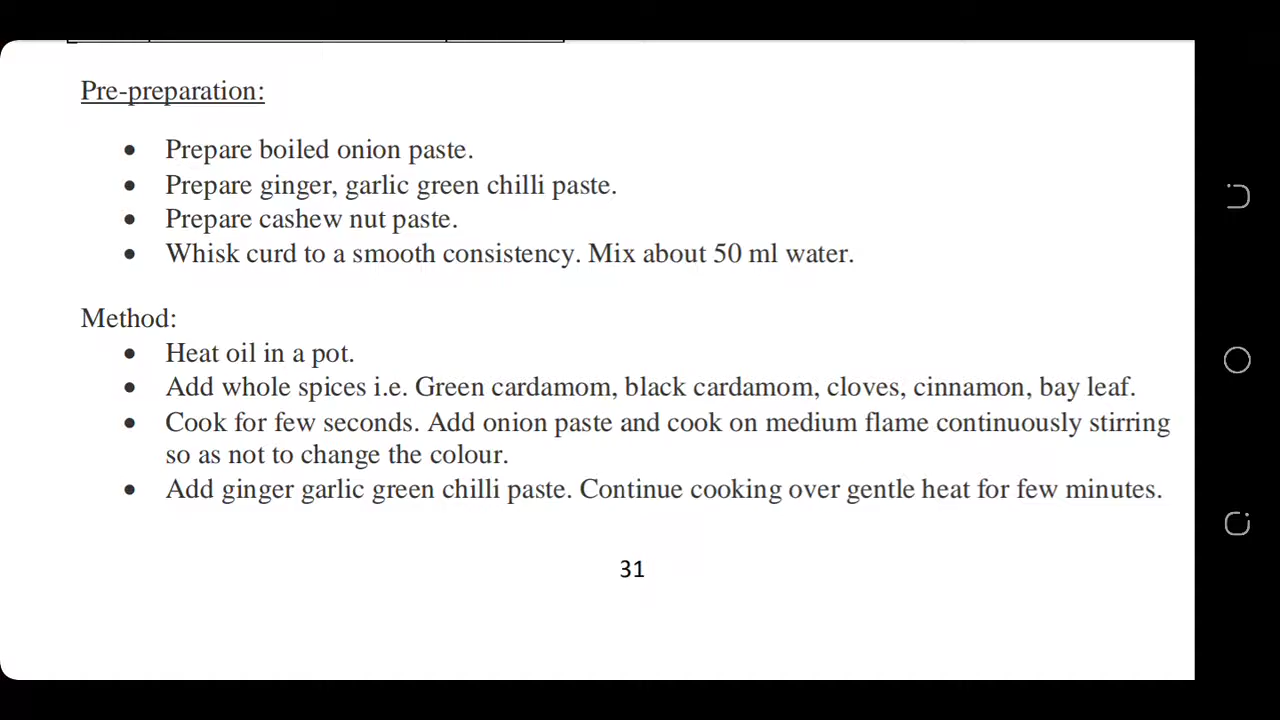 Pre-preparation:
• Prepare boiled onion paste.
• Prepare ginger, garlic green chilli paste.
• Prepare cashew nut paste.
• Whisk curd to a smooth consistency. Mix about 50 ml water.
Method:
• Heat oil in a pot.
• Add whole spices i.e. Green cardamom, black cardamom, cloves, cinnamon, bay leaf.
• Cook for few seconds. Add onion paste and cook on medium flame continuously stirring
so as not to change the colour.
• Add ginger garlic green chilli paste. Continue cooking over gentle heat for few minutes.
31